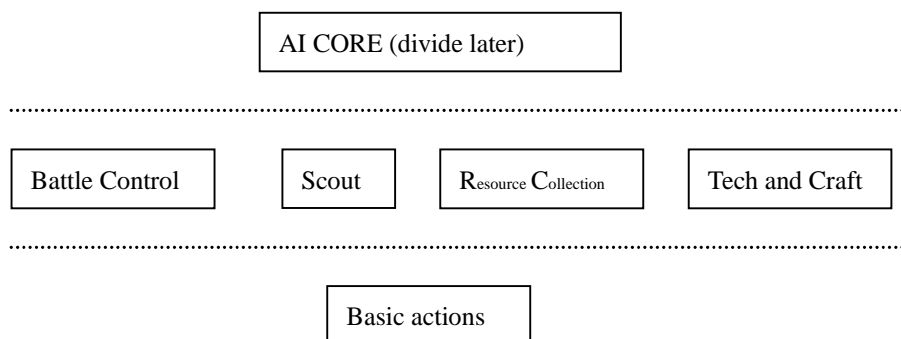 AI CORE (divide later)
Battle Control
Scout
Resource Collection
Tech and Craft
Basic actions